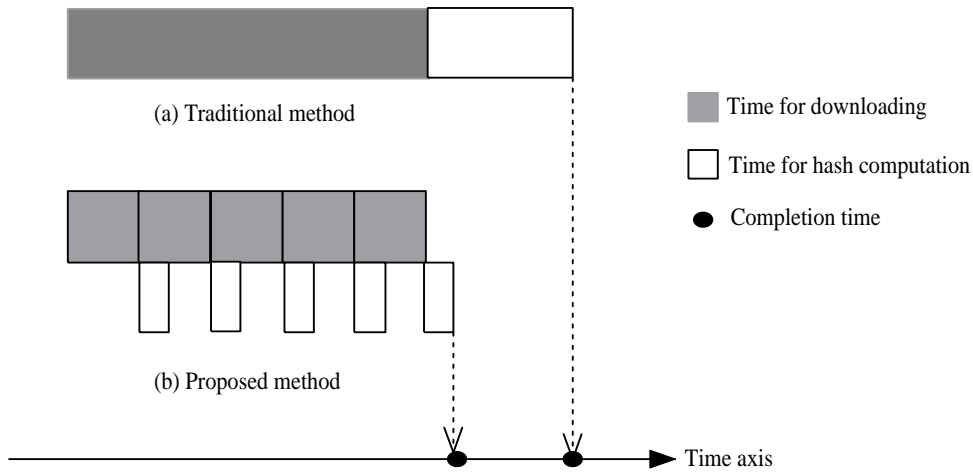 (a) Traditional method
Time for downloading
Time for hash computation
Completion time
(b) Proposed method
Time axis